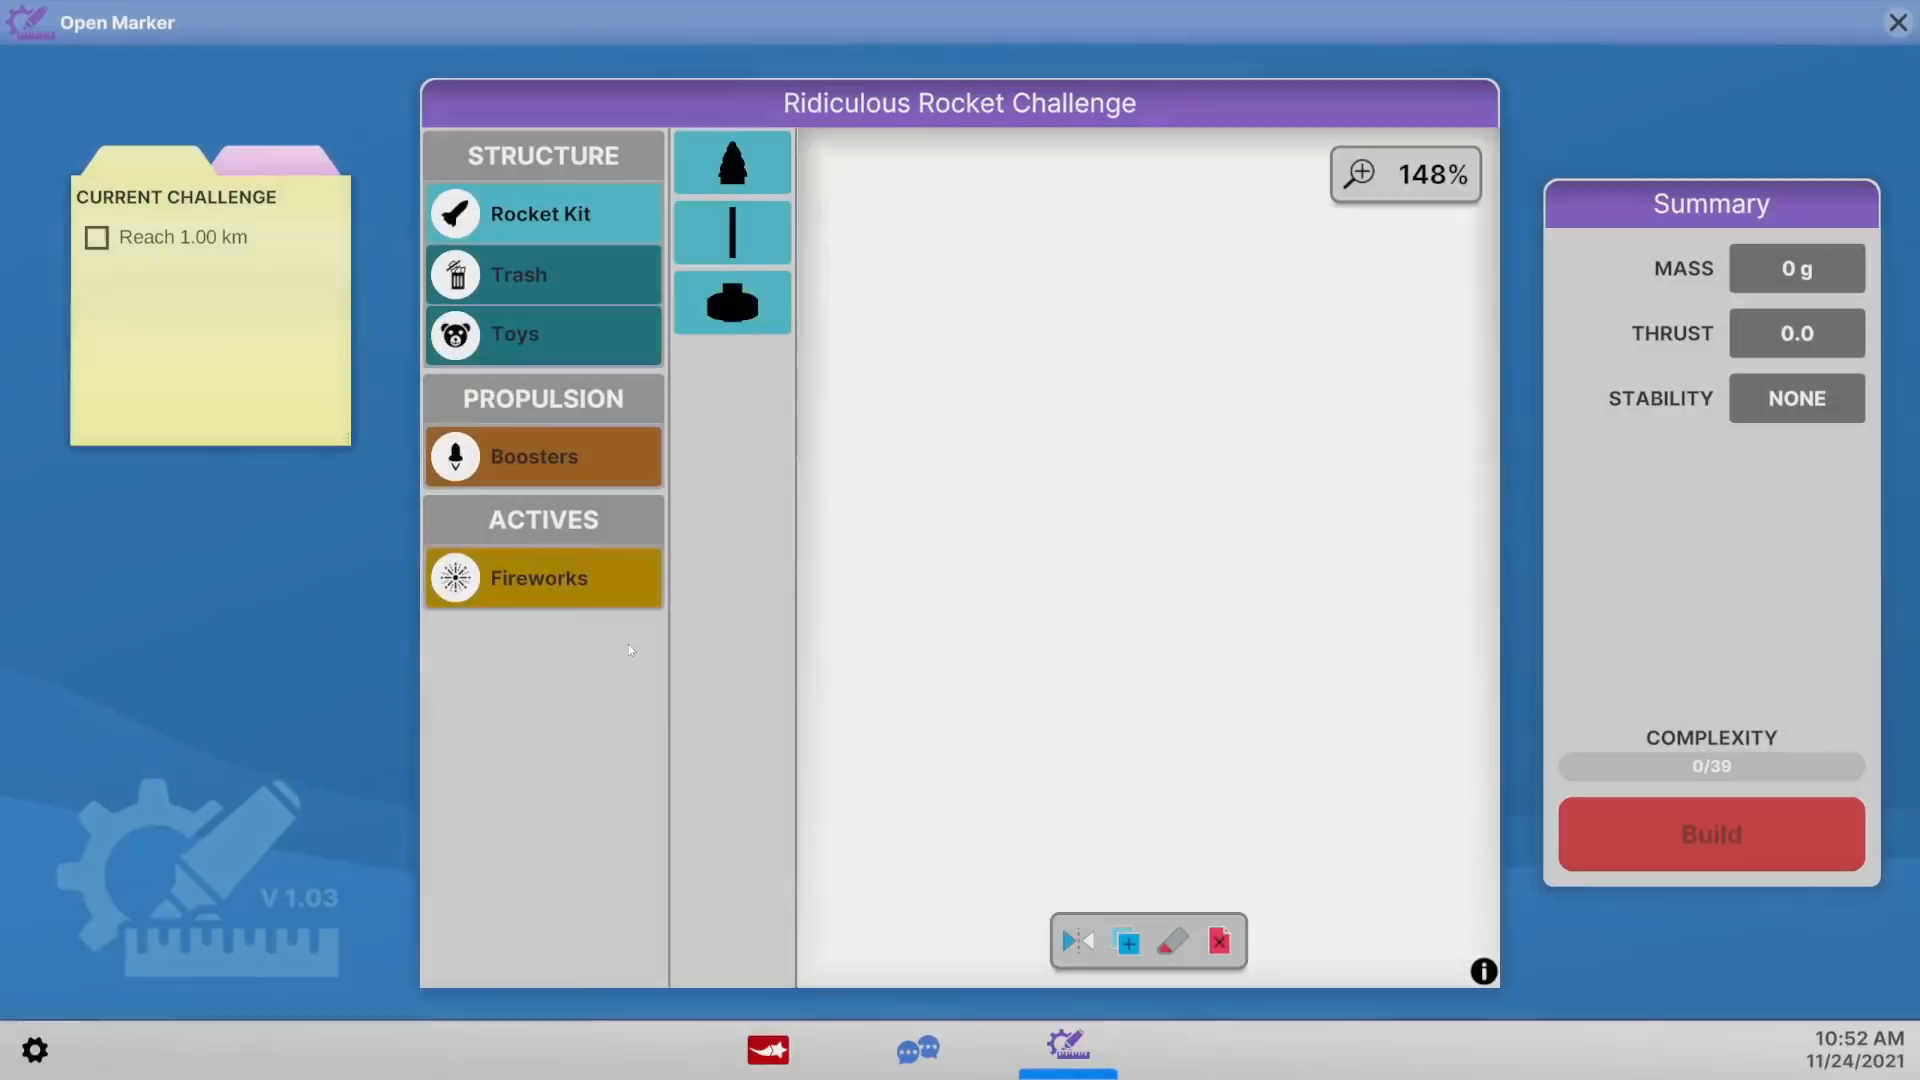 Open Marker
Ridiculous Rocket Challenge
CURRENT CHALLENGE
Reach 1.00 km
STRUCTURE
Rocket Kit
Trash
Toys
PROPULSION
Boosters
ACTIVES
Fireworks
148%
Summary
MASS 0 g
THRUST 0.0
STABILITY NONE
COMPLEXITY
0/39
Build
V 1.03
10:52 AM
11/24/2021